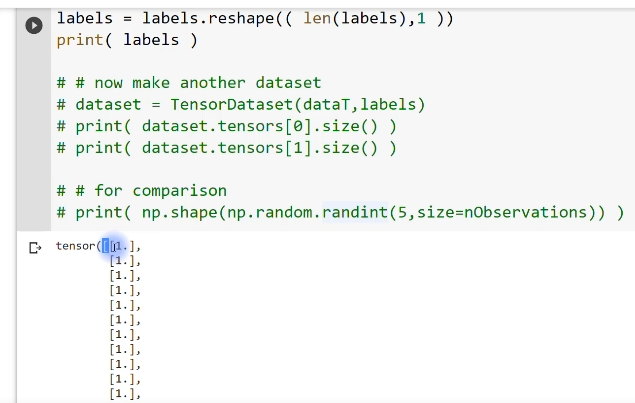 labels = labels.reshape(( len(labels),1 ))
print( labels )
# # now make another dataset
# dataset = TensorDataset(dataT,labels)
# print( dataset.tensors[0].size() )
# print( dataset.tensors[1].size() )
# # for comparison
# print( np.shape(np.random.randint(5,size=nObservations)) )
tensor([[1.],
[1.],
[1.],
[1.],
[1.],
[1.],
[1.],
[1.],
[1.],
[1.],
[1.],